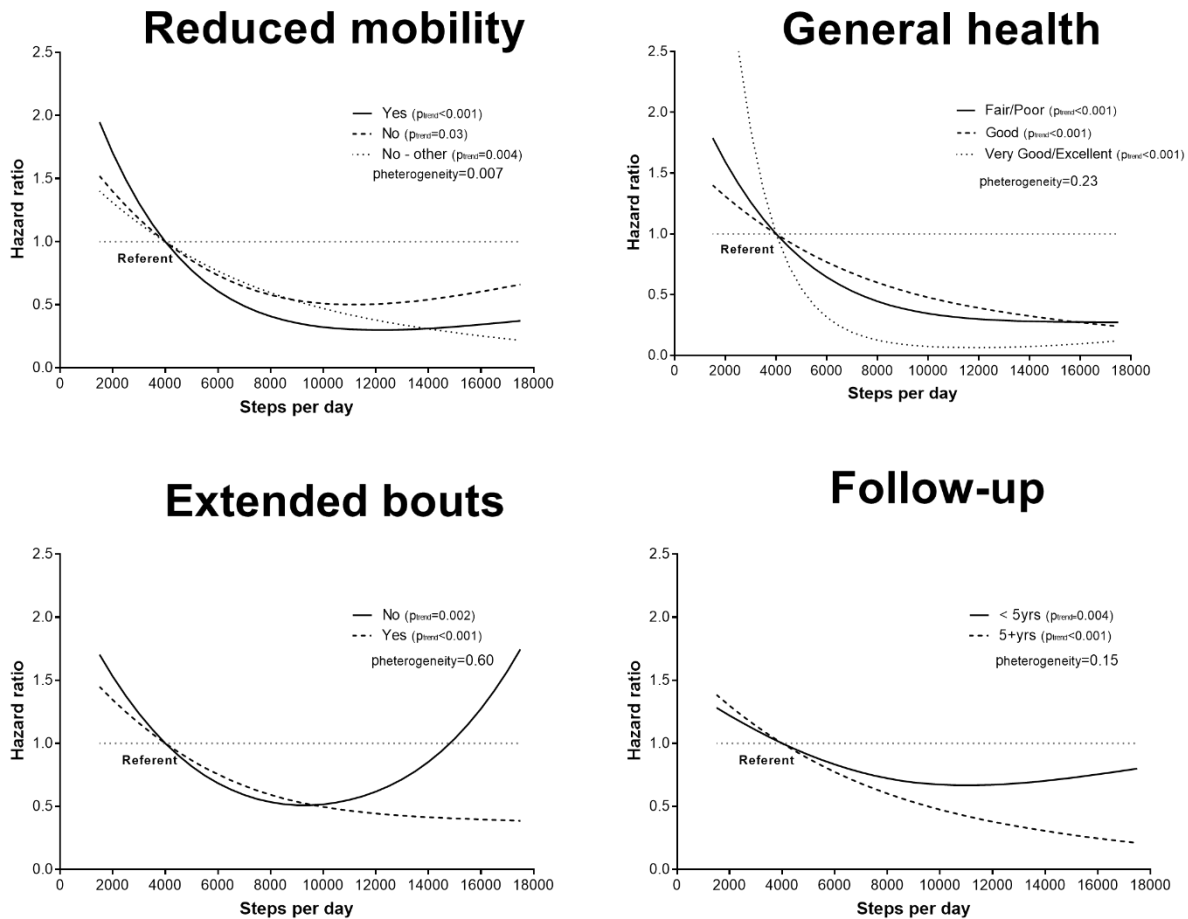 Reduced mobility
2.5
2.0
1.5
1.0
0.5
0.0
Hazard ratio
Yes (ptrend<0.001)
No (ptrend=0.03)
No - other (ptrend=0.004)
pheterogeneity=0.007
Referent
0 2000 4000 6000 8000 10000 12000 14000 16000 18000
Steps per day
General health
2.5
2.0
1.5
1.0
0.5
0.0
Hazard ratio
Fair/Poor (ptrend<0.001)
Good (ptrend<0.001)
Very Good/Excellent (ptrend<0.001)
pheterogeneity=0.23
Referent
0 2000 4000 6000 8000 10000 12000 14000 16000 18000
Steps per day
Extended bouts
2.5
2.0
1.5
1.0
0.5
0.0
Hazard ratio
No (ptrend=0.002)
Yes (ptrend<0.001)
pheterogeneity=0.60
Referent
0 2000 4000 6000 8000 10000 12000 14000 16000 18000
Steps per day
Follow-up
2.5
2.0
1.5
1.0
0.5
0.0
Hazard ratio
< 5yrs (ptrend=0.004)
5+yrs (ptrend<0.001)
pheterogeneity=0.15
Referent
0 2000 4000 6000 8000 10000 12000 14000 16000 18000
Steps per day